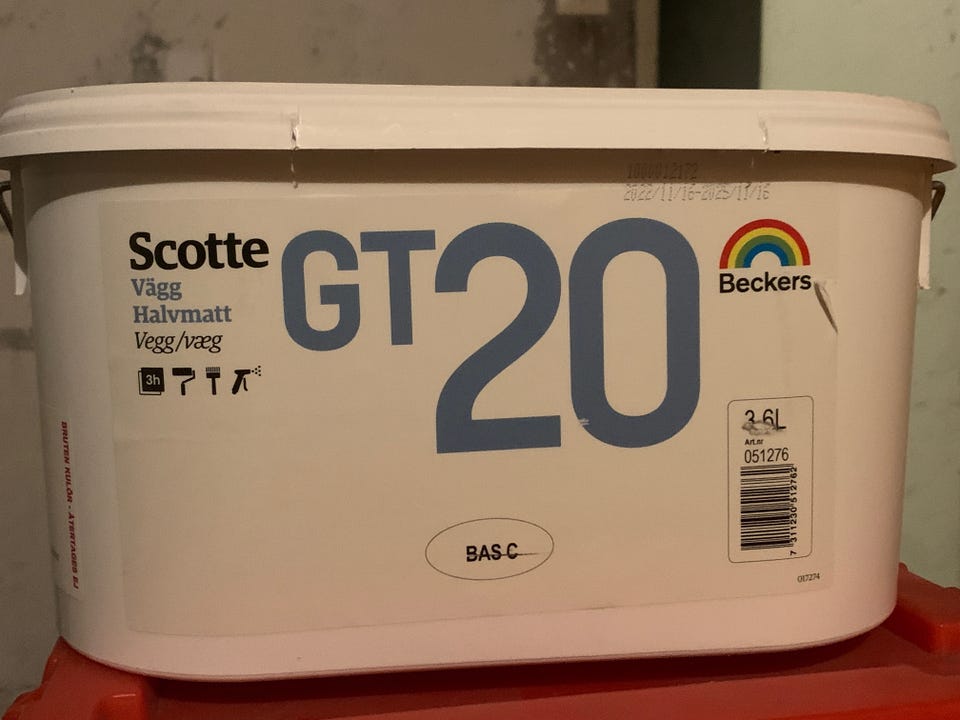 1000012172
2022/11/16-2025/11/16
Scotte
GT20
Vägg
Halvmatt
Vegg/væg
3h
Beckers
3,6L
Art.nr
051276
7 311230 512762
BAS C
017274
BRUTEN KULÖR - ÅTERTAGES EJ